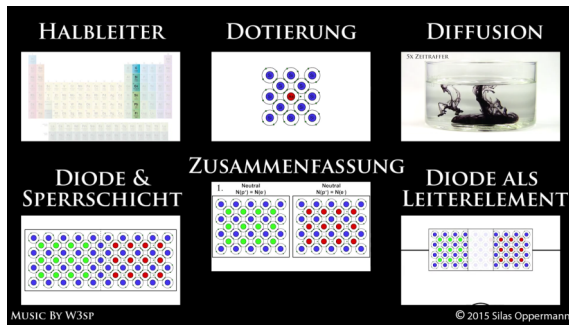 HALBLEITER
DOTIERUNG
DIFFUSION
5X ZEITRAFFER
DIODE &
SPERRSCHICHT
ZUSAMMENFASSUNG
1.
Neutral
N(p⁺) = N(e⁻)
Neutral
N(p⁺) = N(e⁻)
DIODE ALS
LEITERELEMENT
MUSIC BY W3SP
© 2015 Silas Oppermann